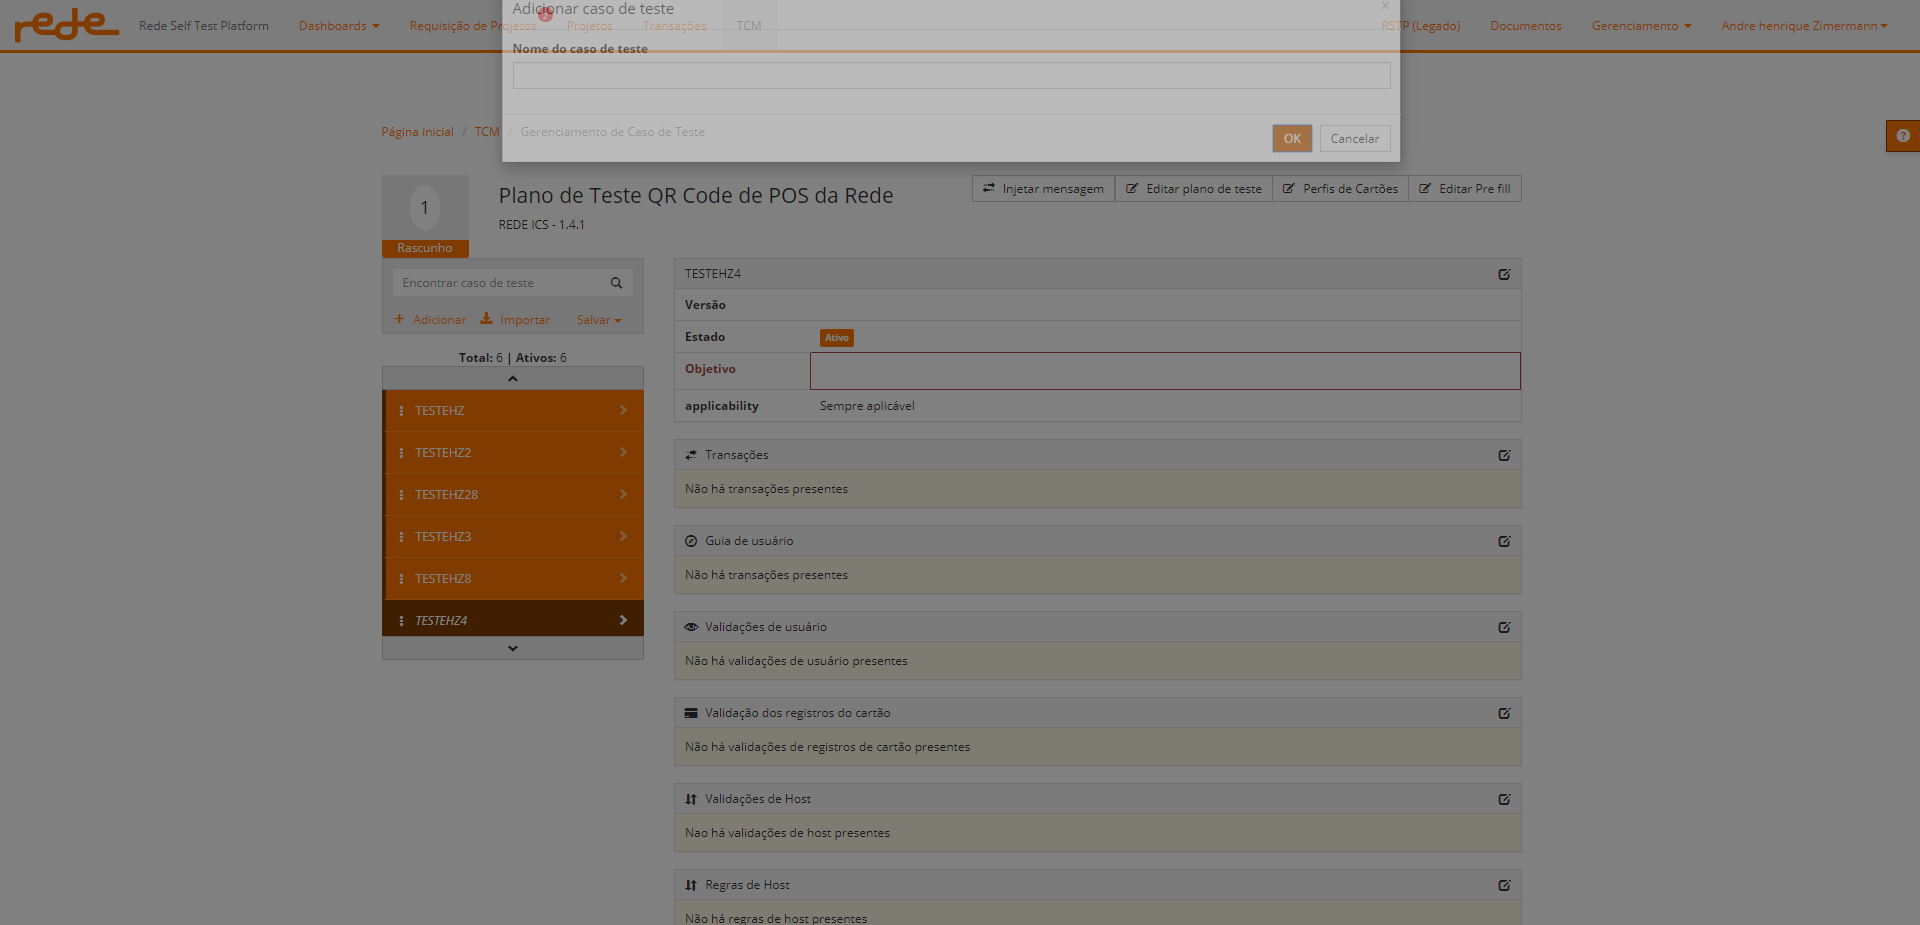 Adicionar caso de teste ×
rede Rede Self Test Platform Dashboards Requisição de Projetos 2 Projetos Transações TCM RSTP (Legado) Documentos Gerenciamento Andre henrique Zimermann
Nome do caso de teste
Página inicial / TCM / Gerenciamento de Caso de Teste
OK Cancelar
1
Rascunho
Plano de Teste QR Code de POS da Rede
REDE ICS - 1.4.1
Injetar mensagem Editar plano de teste Perfis de Cartões Editar Pre fill
Encontrar caso de teste
Adicionar Importar Salvar
Total: 6 | Ativos: 6
TESTEHZ
TESTEHZ2
TESTEHZ28
TESTEHZ3
TESTEHZ8
TESTEHZ4
TESTEHZ4
Versão
Estado Ativo
Objetivo
applicability Sempre aplicável
Transações
Não há transações presentes
Guia de usuário
Não há transações presentes
Validações de usuário
Não há validações de usuário presentes
Validação dos registros do cartão
Não há validações de registros de cartão presentes
Validações de Host
Nao há validações de host presentes
Regras de Host
Não há regras de host presentes